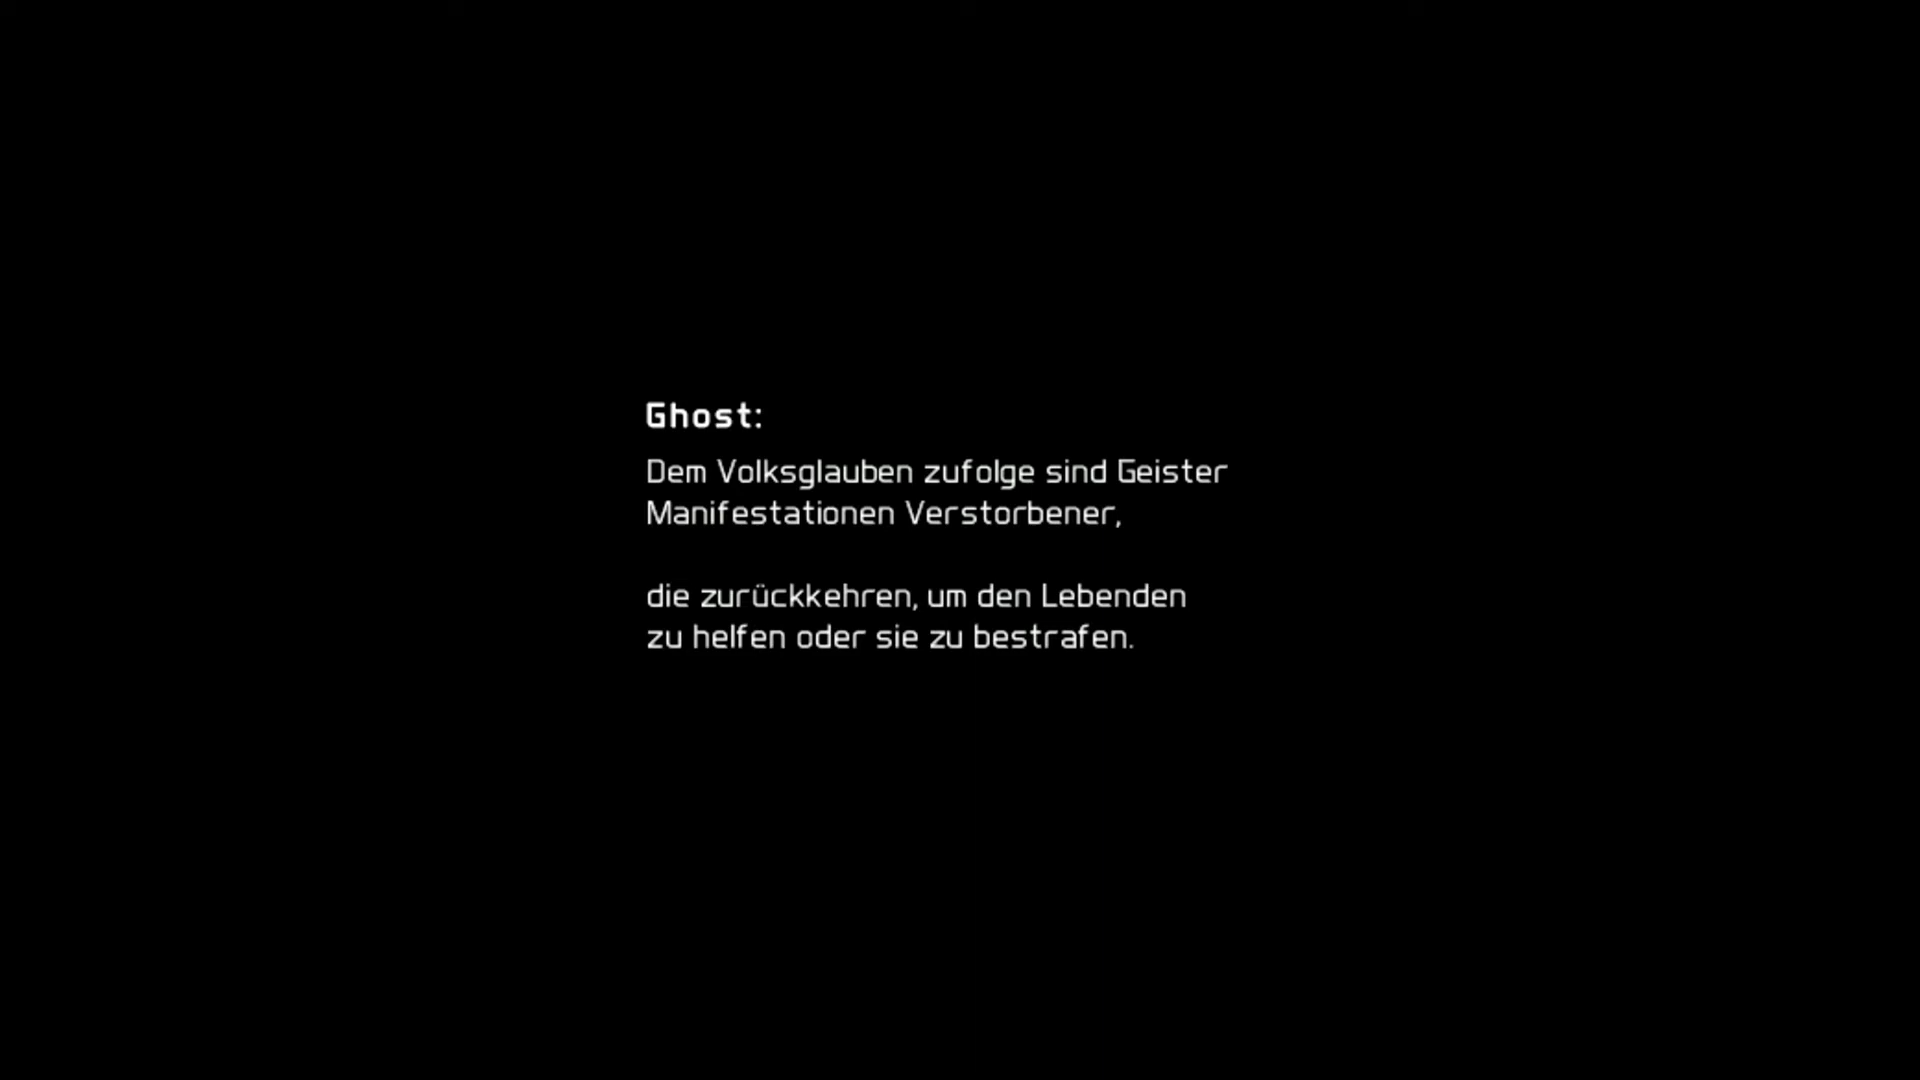 Ghost:
Dem Volksglauben zufolge sind Geister
Manifestationen Verstorbener,
die zurückkehren, um den Lebenden
zu helfen oder sie zu bestrafen.